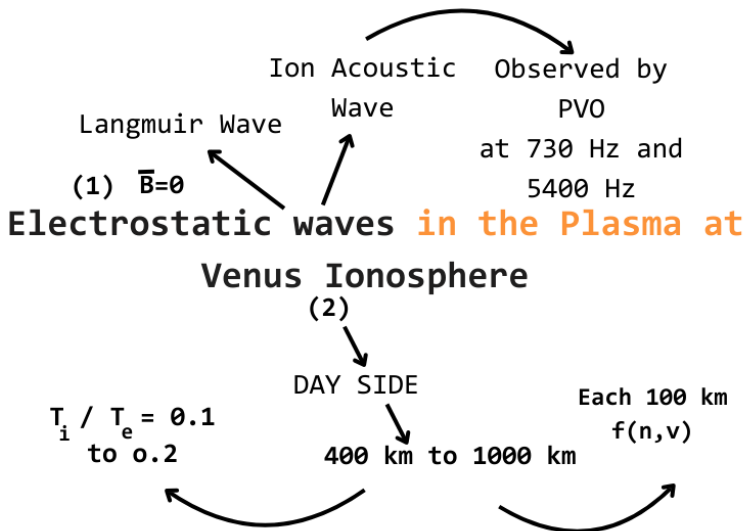 Ion Acoustic
Wave
Observed by
PVO
at 730 Hz and
5400 Hz
Langmuir Wave
(1) B̅=0
Electrostatic waves in the Plasma at
Venus Ionosphere
(2)
DAY SIDE
Tᵢ / Tₑ = 0.1
to o.2
400 km to 1000 km
Each 100 km
f(n,v)